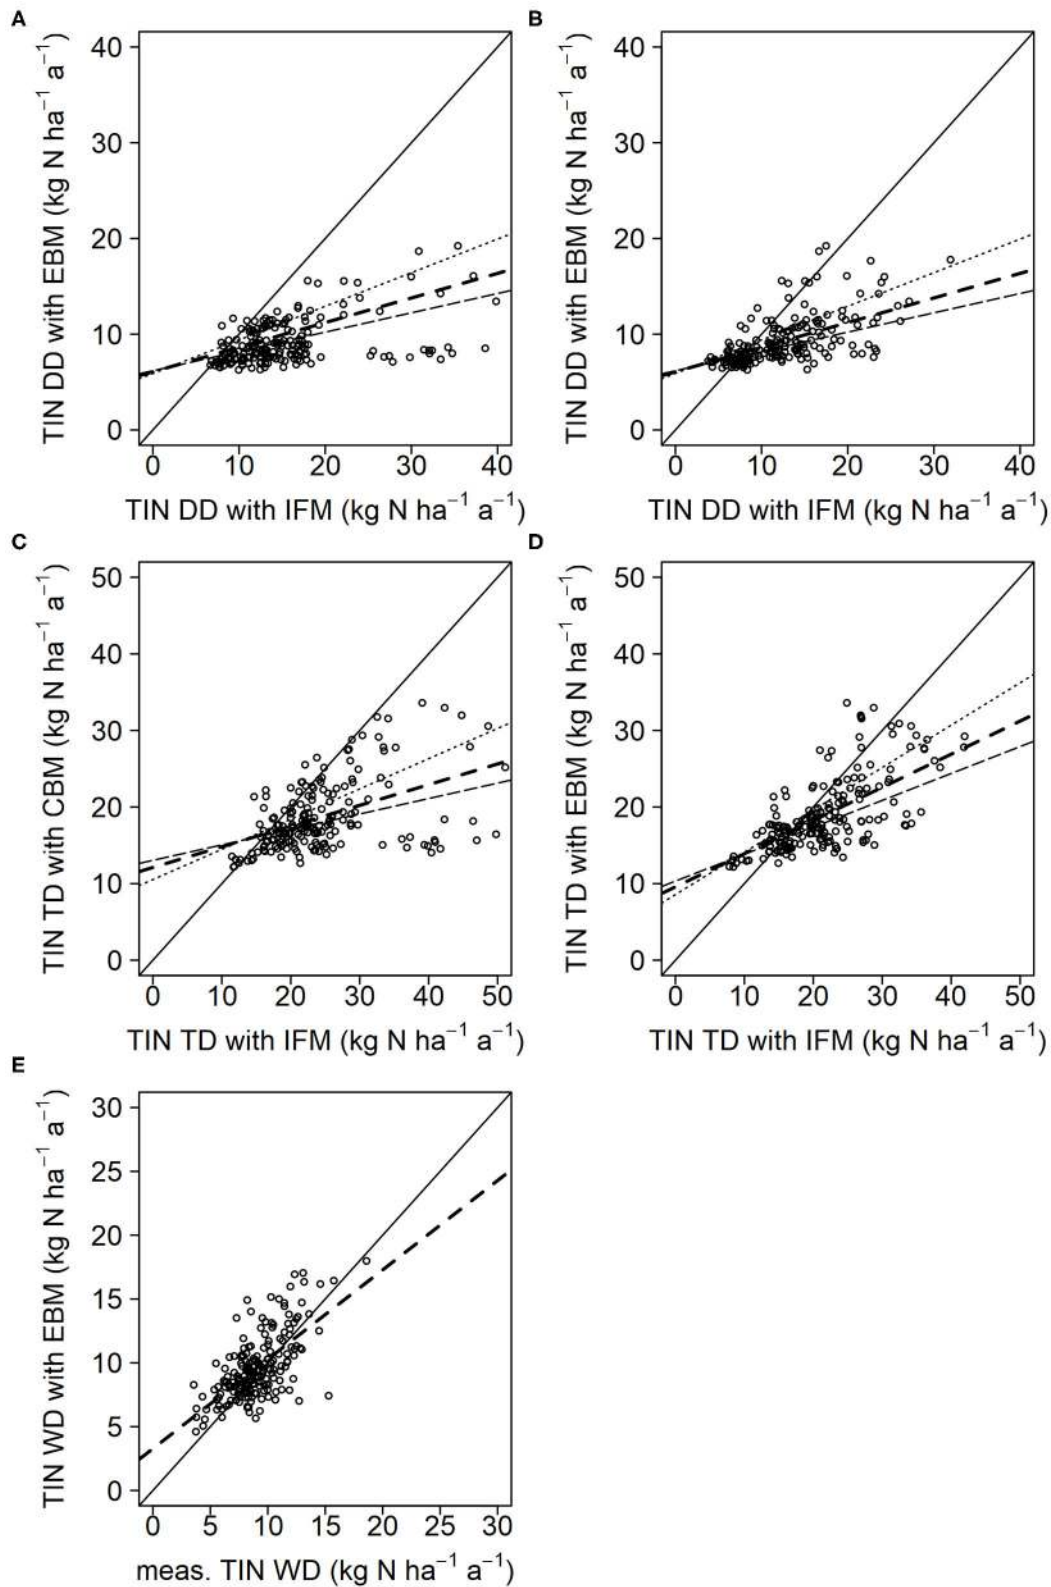 A
TIN DD with EBM (kg N ha⁻¹ a⁻¹)
40
30
20
10
0
0 10 20 30 40
TIN DD with IFM (kg N ha⁻¹ a⁻¹)
B
TIN DD with EBM (kg N ha⁻¹ a⁻¹)
40
30
20
10
0
0 10 20 30 40
TIN DD with IFM (kg N ha⁻¹ a⁻¹)
C
TIN TD with CBM (kg N ha⁻¹ a⁻¹)
50
40
30
20
10
0
0 10 20 30 40 50
TIN TD with IFM (kg N ha⁻¹ a⁻¹)
D
TIN TD with EBM (kg N ha⁻¹ a⁻¹)
50
40
30
20
10
0
0 10 20 30 40 50
TIN TD with IFM (kg N ha⁻¹ a⁻¹)
E
TIN WD with EBM (kg N ha⁻¹ a⁻¹)
30
25
20
15
10
5
0
0 5 10 15 20 25 30
meas. TIN WD (kg N ha⁻¹ a⁻¹)